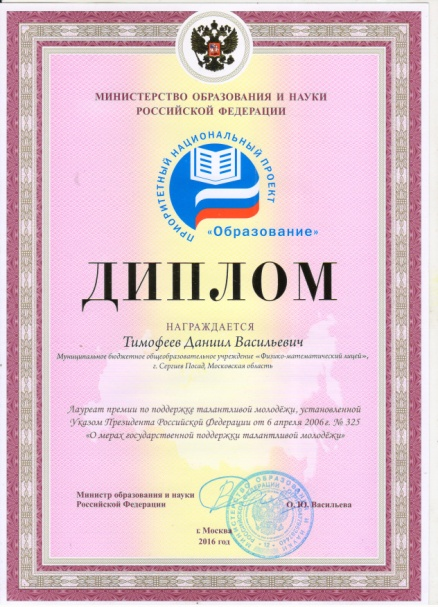 МИНИСТЕРСТВО ОБРАЗОВАНИЯ И НАУКИ
РОССИЙСКОЙ ФЕДЕРАЦИИ
ПРИОРИТЕТНЫЙ НАЦИОНАЛЬНЫЙ ПРОЕКТ
«Образование»
ДИПЛОМ
НАГРАЖДАЕТСЯ
Тимофеев Даниил Васильевич
Муниципальное бюджетное общеобразовательное учреждение «Физико-математический лицей»,
г. Сергиев Посад, Московская область
Лауреат премии по поддержке талантливой молодёжи, установленной
Указом Президента Российской Федерации от 6 апреля 2006 г. № 325
«О мерах государственной поддержки талантливой молодёжи»
Министр образования и науки
Российской Федерации
О. Ю. Васильева
г. Москва
2016 год